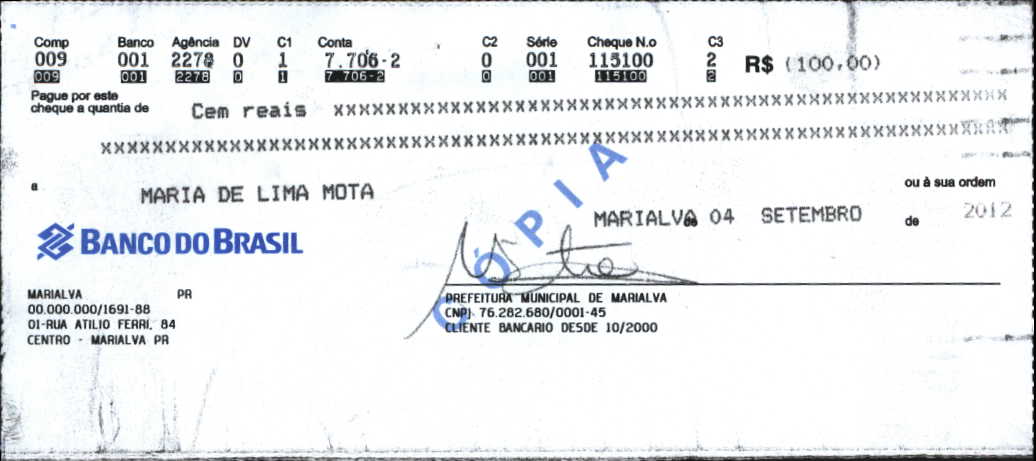 Comp Banco Agência DV C1 Conta C2 Série Cheque N.o C3
009 001 2278 0 1 7.706-2 0 001 115100 2 R$ (100,00)
009 001 2278 0 1 7.706-2 0 001 115100 2
Pague por este
cheque a quantia de Cem reais xxxxxxxxxxxxxxxxxxxxxxxxxxxxxxxxxxxxxxxxxxxxxxxxxxxxxxxxxxxxxx
xxxxxxxxxxxxxxxxxxxxxxxxxxxxxxxxxxxxxxxxxxxxxxxxxxxxxxxxxxxxxxxxxxxxxxxxxxxxxxxxxxx
a MARIA DE LIMA MOTA ou à sua ordem
MARIALVA de 04 SETEMBRO de 2012
CÓPIA
BANCO DO BRASIL
MARIALVA PR
00.000.000/1691-88
01-RUA ATILIO FERRI, 84
CENTRO - MARIALVA PR
PREFEITURA MUNICIPAL DE MARIALVA
CNPJ 76.282.680/0001-45
CLIENTE BANCARIO DESDE 10/2000